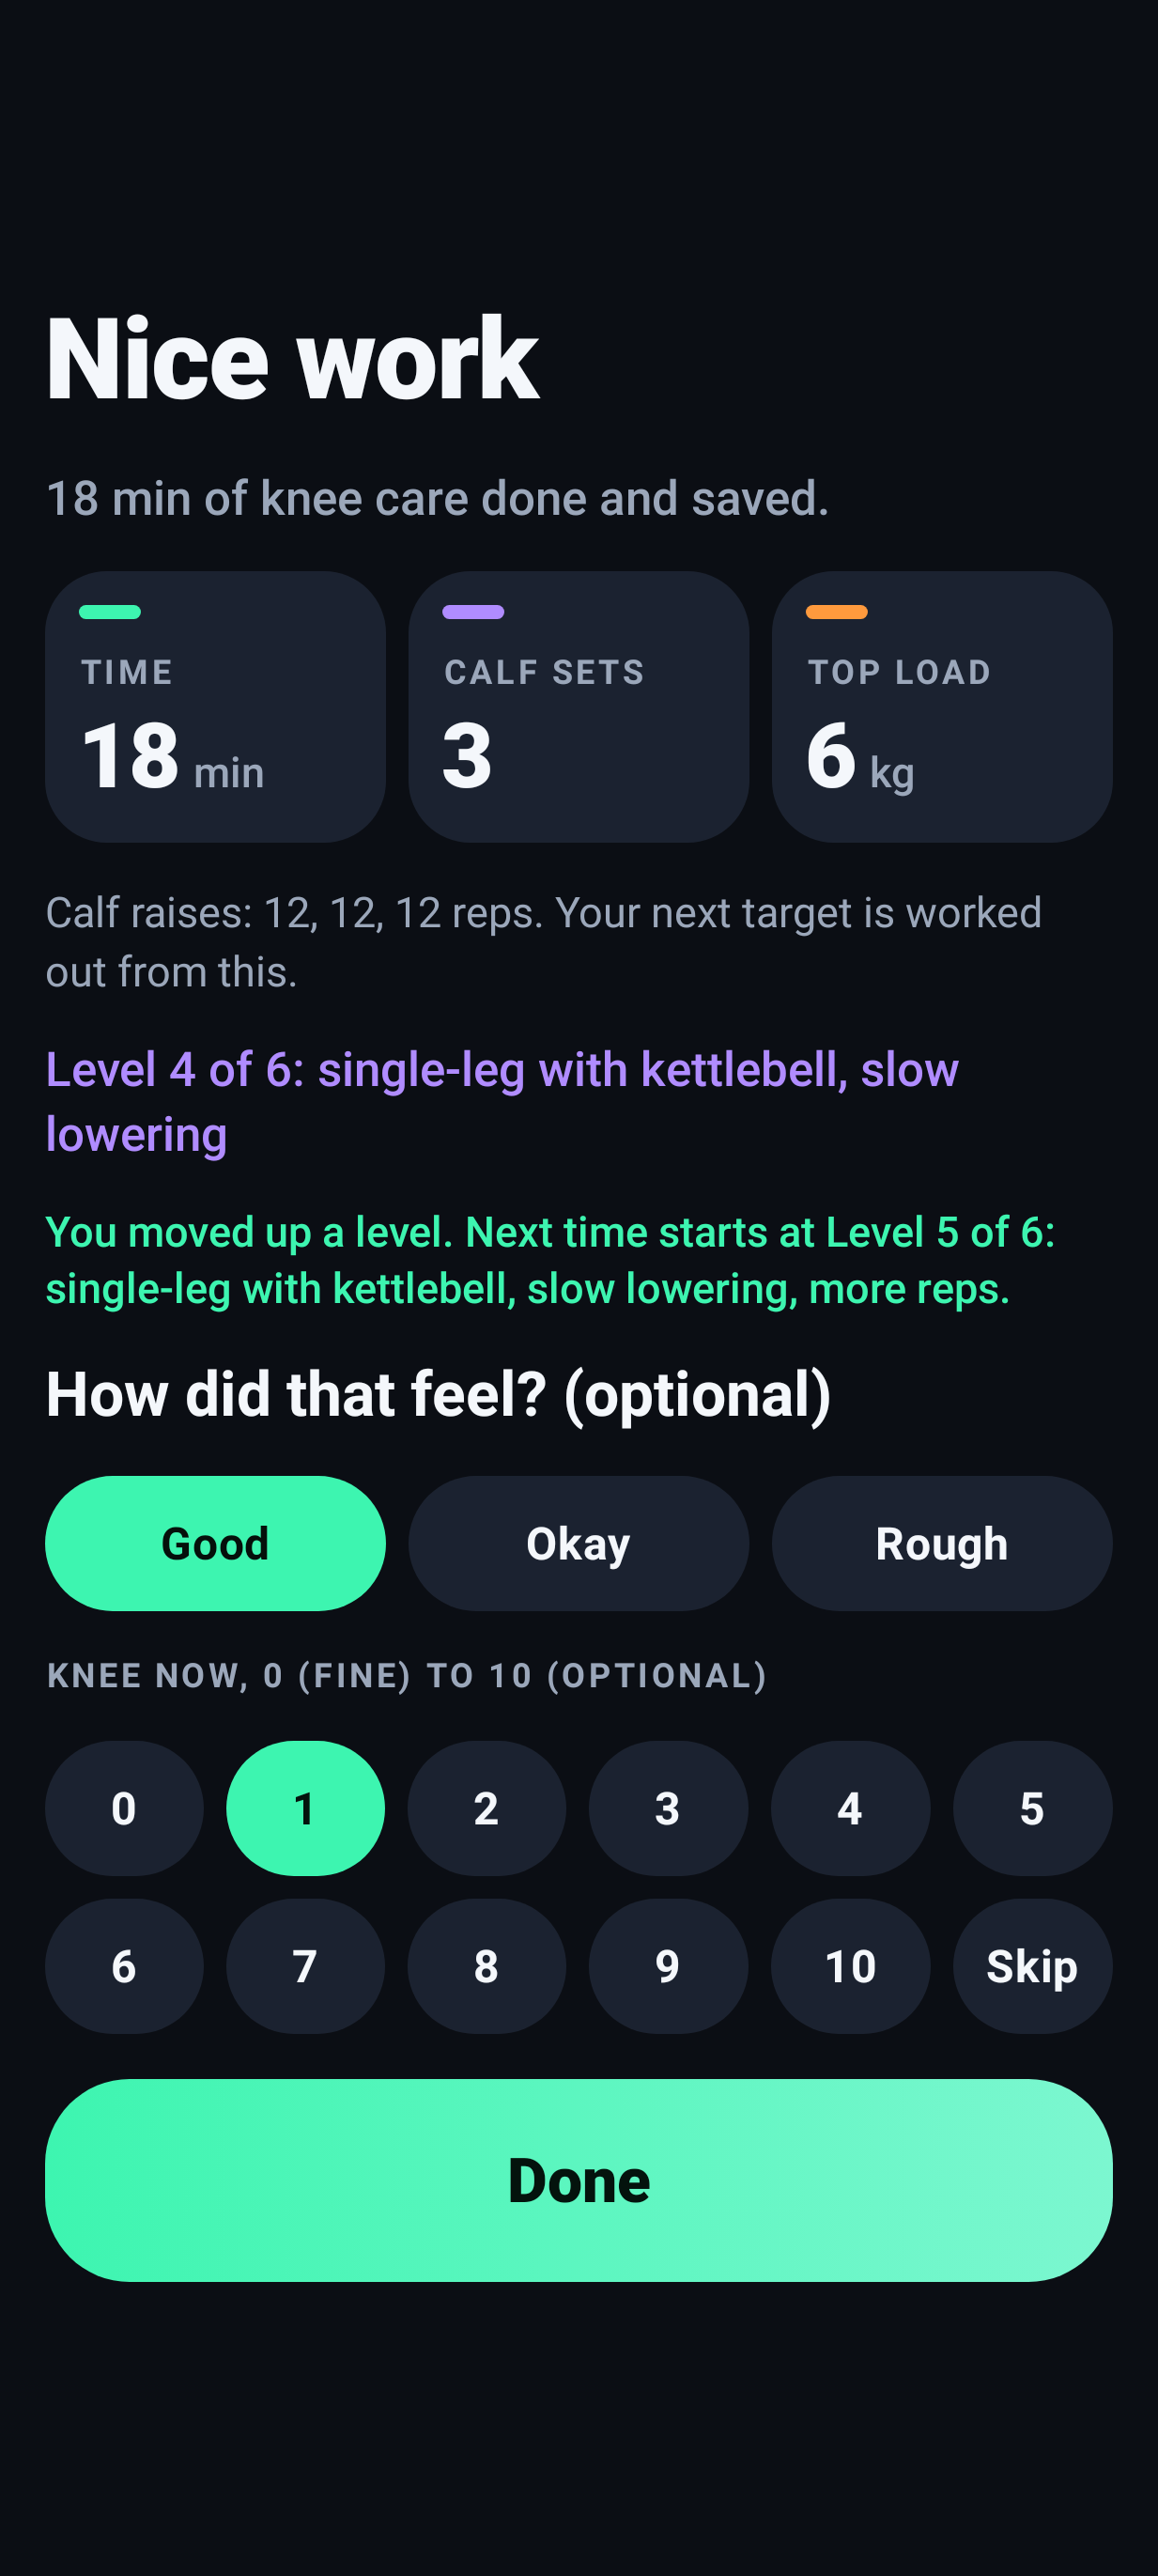 Nice work
18 min of knee care done and saved.
TIME
18 min
CALF SETS
3
TOP LOAD
6 kg
Calf raises: 12, 12, 12 reps. Your next target is worked
out from this.
Level 4 of 6: single-leg with kettlebell, slow
lowering
You moved up a level. Next time starts at Level 5 of 6:
single-leg with kettlebell, slow lowering, more reps.
How did that feel? (optional)
Good Okay Rough
KNEE NOW, 0 (FINE) TO 10 (OPTIONAL)
0 1 2 3 4 5
6 7 8 9 10 Skip
Done